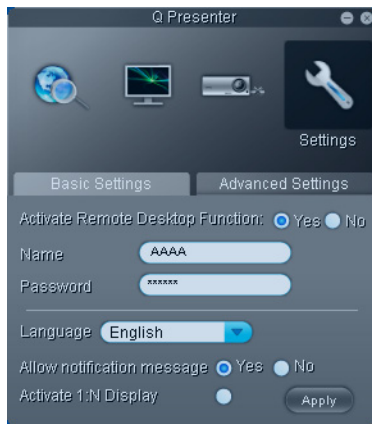 Q Presenter
Settings
Basic Settings Advanced Settings
Activate Remote Desktop Function: Yes No
Name AAAA
Password ******
Language English
Allow notification message Yes No
Activate 1:N Display Apply